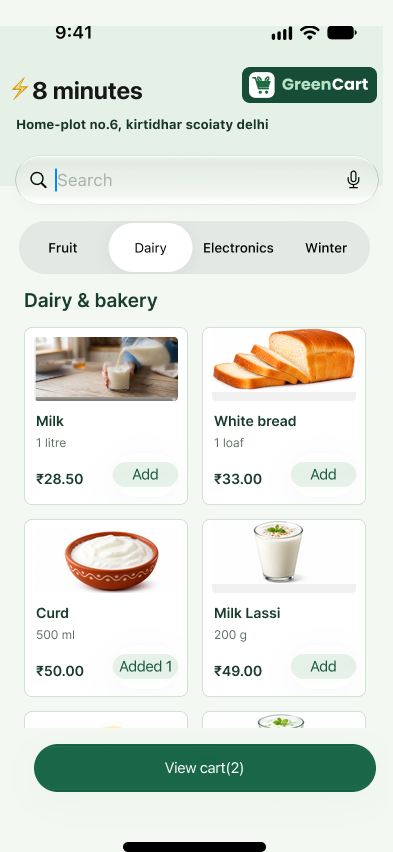 9:41
⚡8 minutes
GreenCart
Home-plot no.6, kirtidhar scoiaty delhi
Search
Fruit Dairy Electronics Winter
Dairy & bakery
Milk
1 litre
₹28.50 Add
White bread
1 loaf
₹33.00 Add
Curd
500 ml
₹50.00 Added 1
Milk Lassi
200 g
₹49.00 Add
View cart(2)